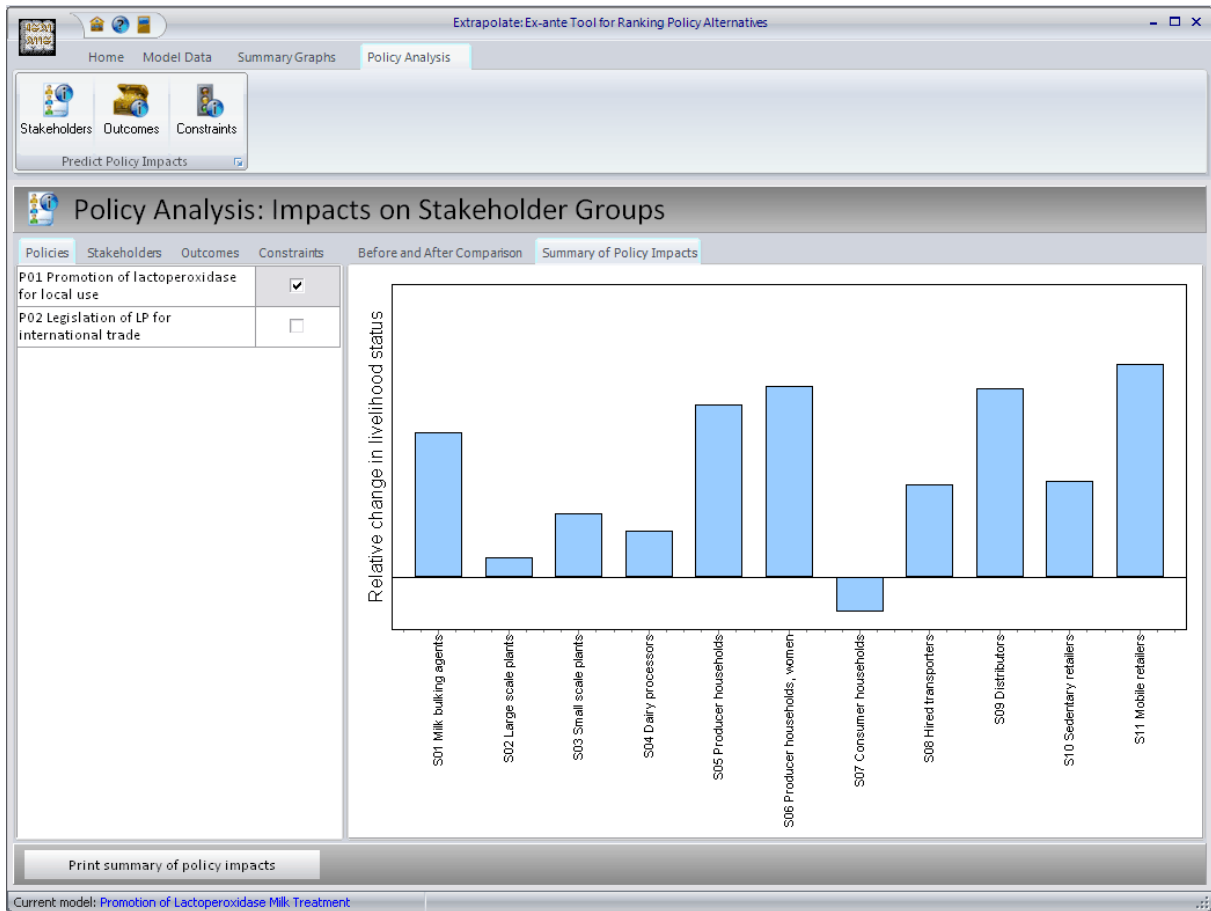 Extrapolate: Ex-ante Tool for Ranking Policy Alternatives
Home Model Data Summary Graphs Policy Analysis
Stakeholders Outcomes Constraints
Predict Policy Impacts
Policy Analysis: Impacts on Stakeholder Groups
Policies Stakeholders Outcomes Constraints Before and After Comparison Summary of Policy Impacts
P01 Promotion of lactoperoxidase
for local use
P02 Legislation of LP for
international trade
Relative change in livelihood status
S01 Milk bulking agents
S02 Large scale plants
S03 Small scale plants
S04 Dairy processors
S05 Producer households
S06 Producer households, women
S07 Consumer households
S08 Hired transporters
S09 Distributors
S10 Sedentary retailers
S11 Mobile retailers
Print summary of policy impacts
Current model: Promotion of Lactoperoxidase Milk Treatment